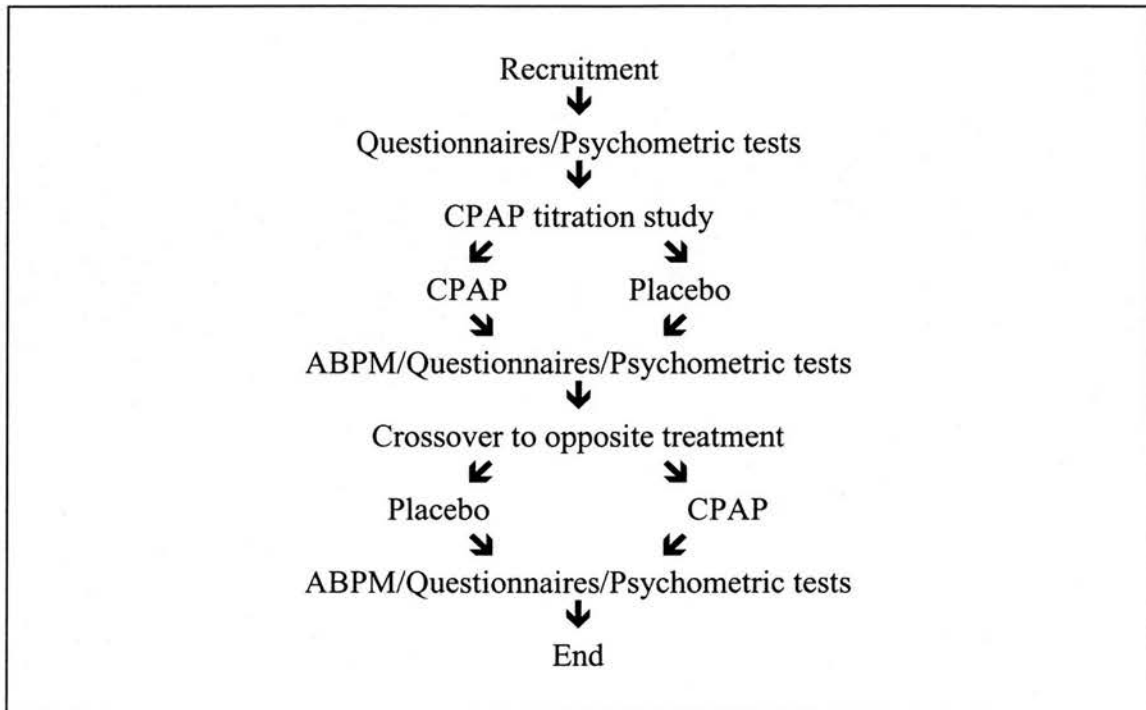 Recruitment
Questionnaires/Psychometric tests
CPAP titration study
CPAP Placebo
ABPM/Questionnaires/Psychometric tests
Crossover to opposite treatment
Placebo CPAP
ABPM/Questionnaires/Psychometric tests
End